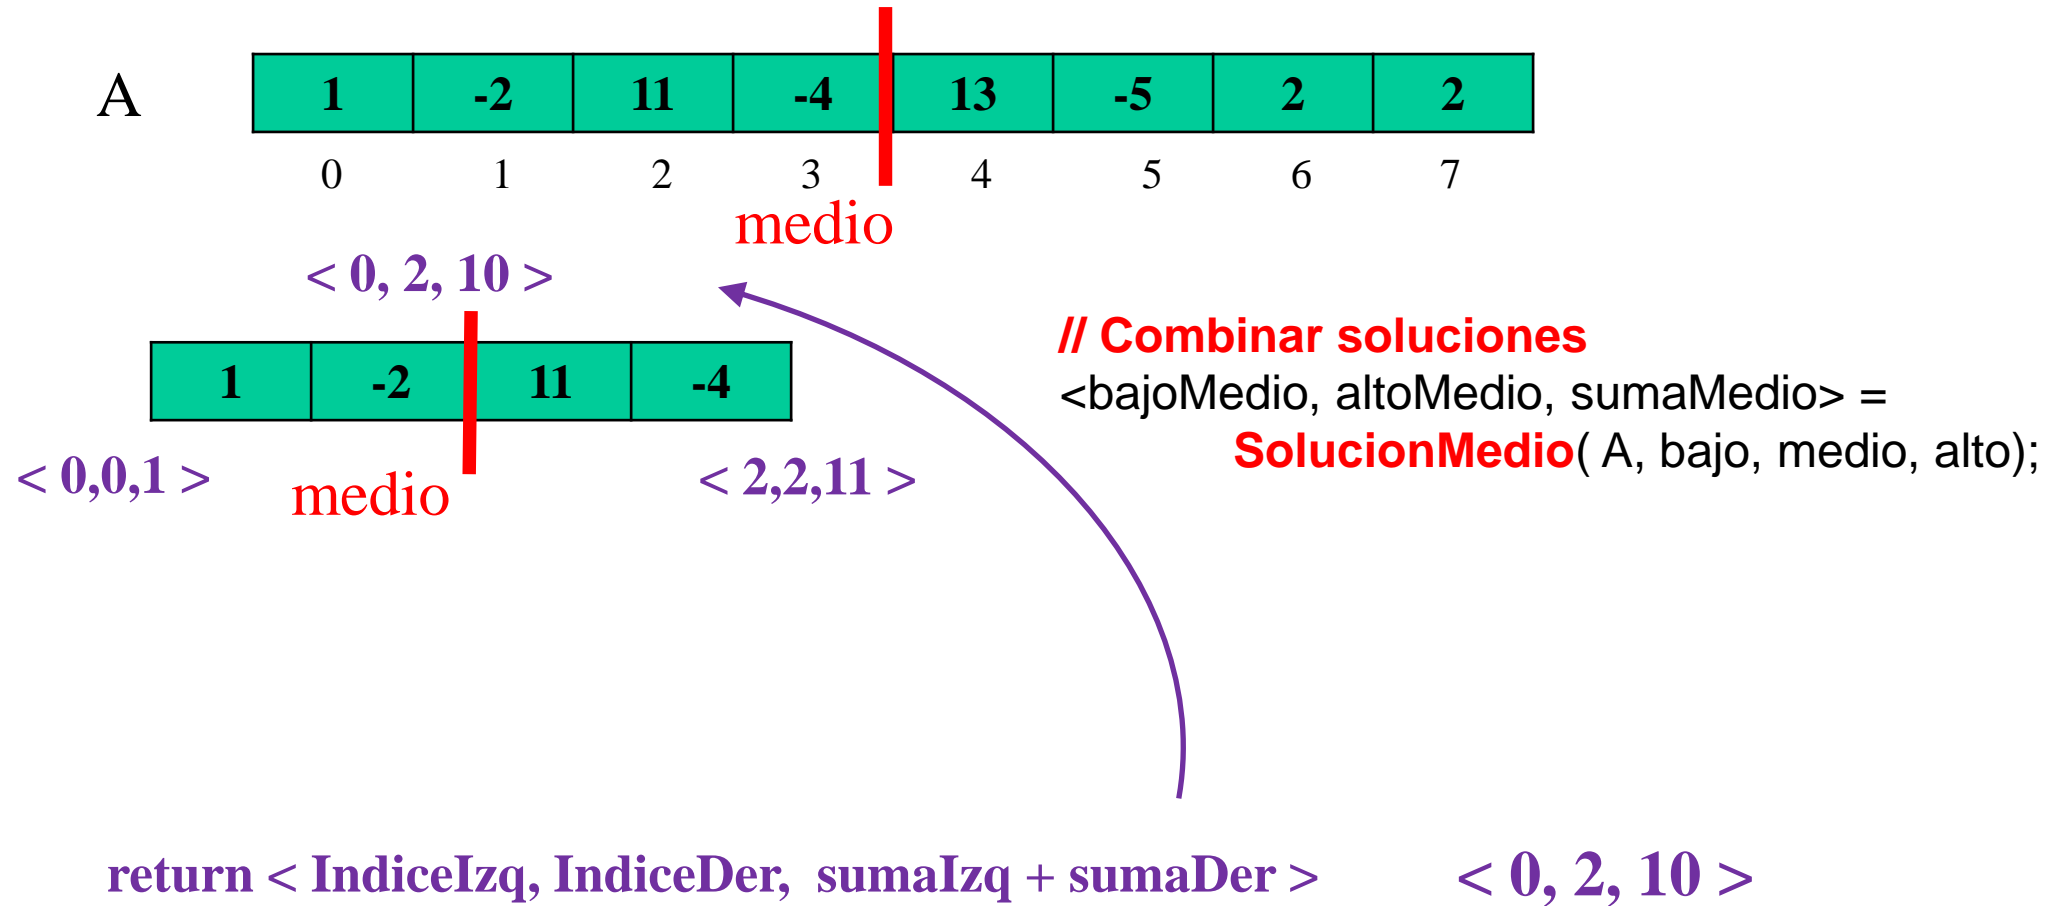 A
1 -2 11 -4 13 -5 2 2
0 1 2 3 4 5 6 7
medio
< 0, 2, 10 >
1 -2 11 -4
< 0,0,1 >
medio
< 2,2,11 >
// Combinar soluciones
<bajoMedio, altoMedio, sumaMedio> =
SolucionMedio( A, bajo, medio, alto);
return < IndiceIzq, IndiceDer, sumaIzq + sumaDer >
< 0, 2, 10 >